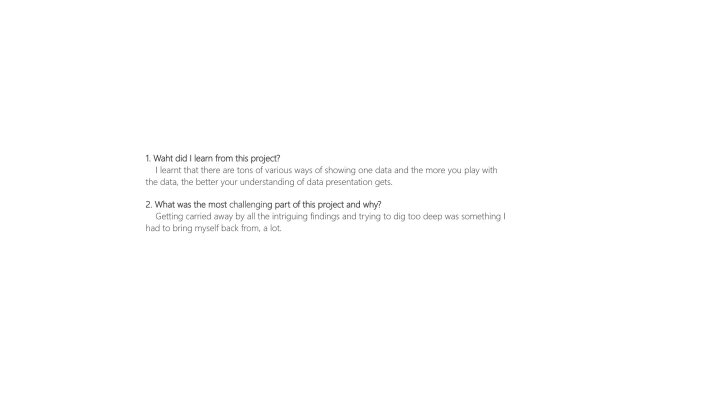 1. Waht did I learn from this project?
I learnt that there are tons of various ways of showing one data and the more you play with
the data, the better your understanding of data presentation gets.
2. What was the most challenging part of this project and why?
Getting carried away by all the intriguing findings and trying to dig too deep was something I
had to bring myself back from, a lot.